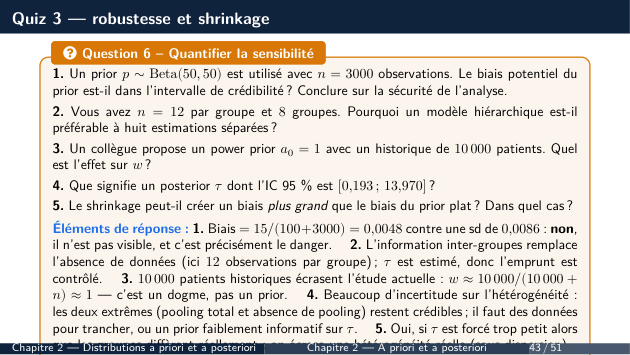 Quiz 3 — robustesse et shrinkage
Question 6 – Quantifier la sensibilité
1. Un prior p ∼ Beta(50, 50) est utilisé avec n = 3000 observations. Le biais potentiel du
prior est-il dans l'intervalle de crédibilité ? Conclure sur la sécurité de l'analyse.
2. Vous avez n = 12 par groupe et 8 groupes. Pourquoi un modèle hiérarchique est-il
préférable à huit estimations séparées ?
3. Un collègue propose un power prior a₀ = 1 avec un historique de 10 000 patients. Quel
est l'effet sur w ?
4. Que signifie un posterior τ dont l'IC 95 % est [0,193 ; 13,970] ?
5. Le shrinkage peut-il créer un biais plus grand que le biais du prior plat ? Dans quel cas ?
Éléments de réponse : 1. Biais = 15/(100+3000) = 0,0048 contre une sd de 0,0086 : non,
il n'est pas visible, et c'est précisément le danger. 2. L'information inter-groupes remplace
l'absence de données (ici 12 observations par groupe) ; τ est estimé, donc l'emprunt est
contrôlé. 3. 10 000 patients historiques écrasent l'étude actuelle : w ≈ 10 000/(10 000 +
n) ≈ 1 — c'est un dogme, pas un prior. 4. Beaucoup d'incertitude sur l'hétérogénéité :
les deux extrêmes (pooling total et absence de pooling) restent crédibles ; il faut des données
pour trancher, ou un prior faiblement informatif sur τ. 5. Oui, si τ est forcé trop petit alors
Chapitre 2 — Distributions à priori et a posteriori Chapitre 2 — A priori et a posteriori 43 / 51